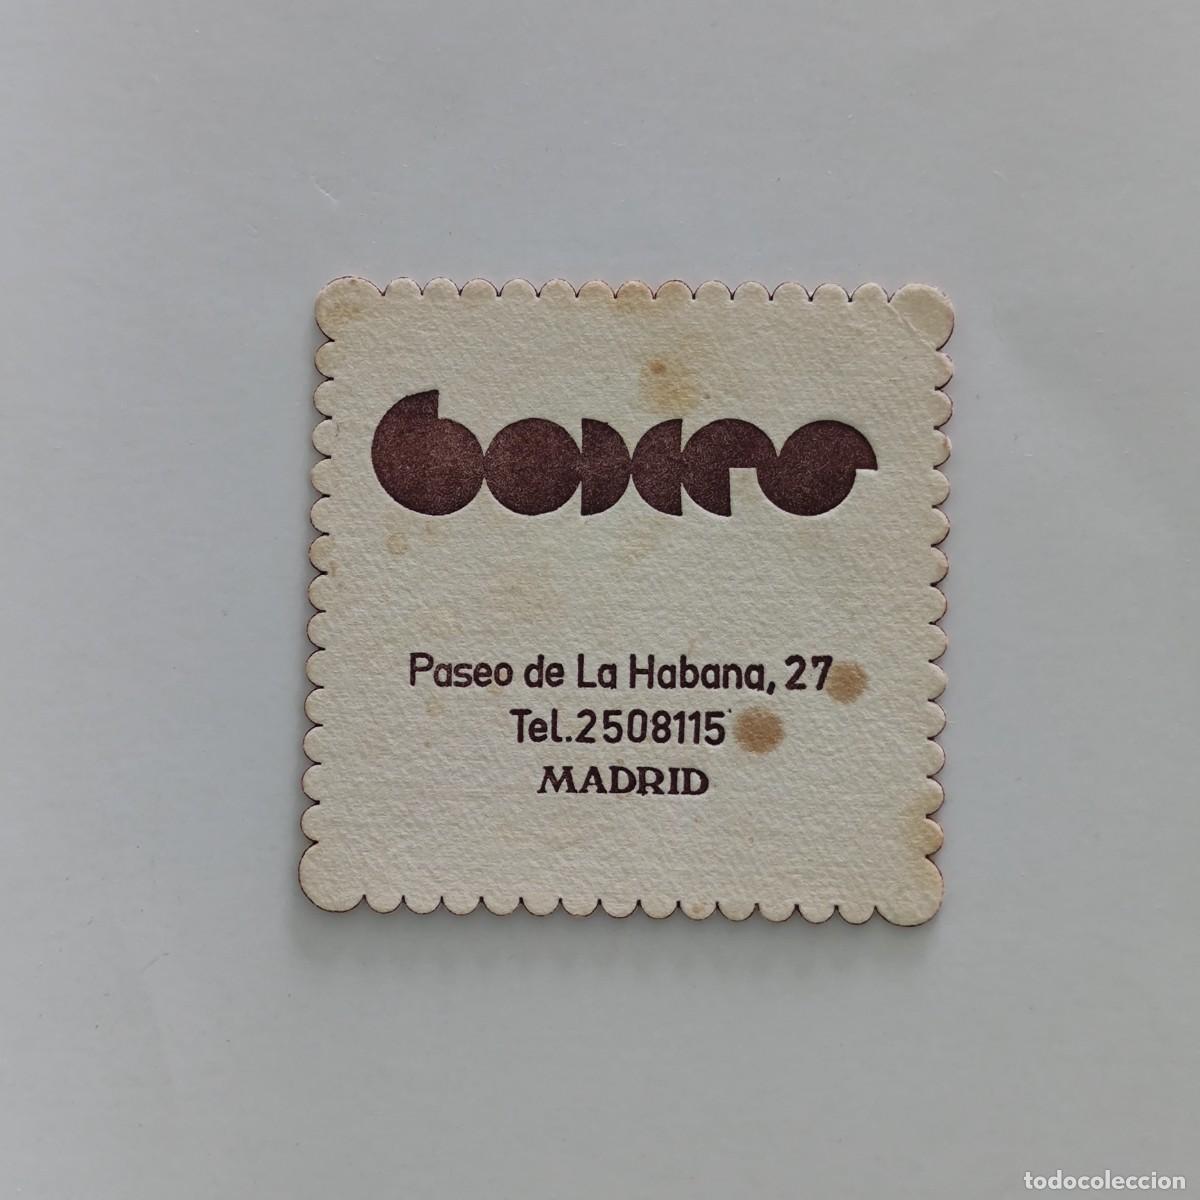 Paseo de La Habana, 27
Tel.2508115
MADRID
todocoleccion